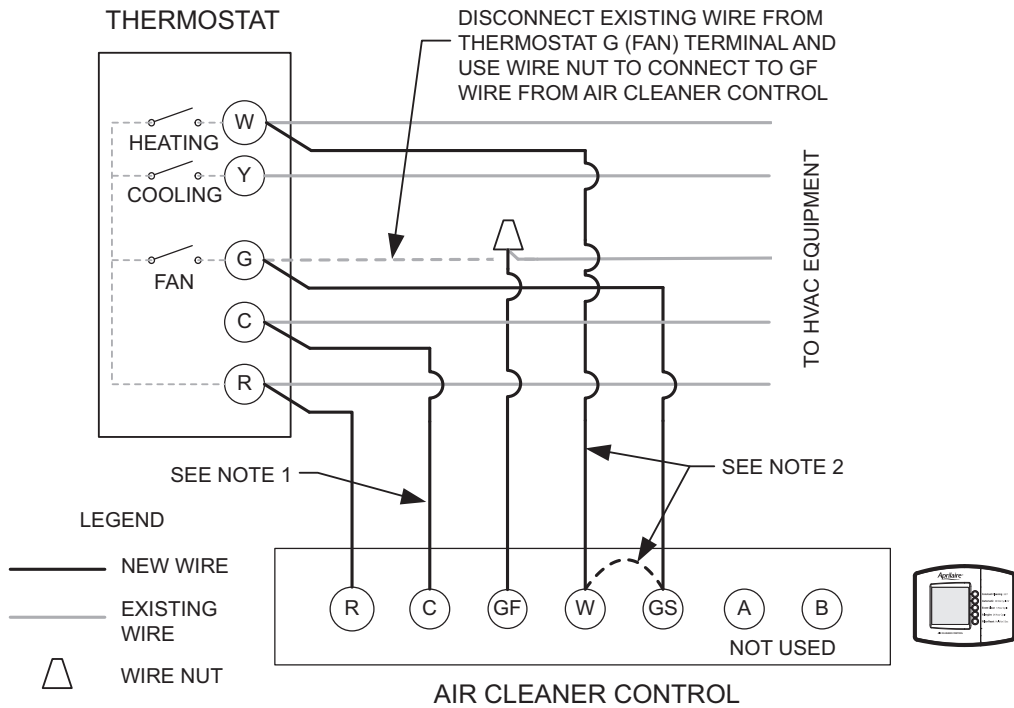 THERMOSTAT
DISCONNECT EXISTING WIRE FROM
THERMOSTAT G (FAN) TERMINAL AND
USE WIRE NUT TO CONNECT TO GF
WIRE FROM AIR CLEANER CONTROL
W
HEATING
Y
COOLING
G
FAN
C
R
TO HVAC EQUIPMENT
SEE NOTE 1
SEE NOTE 2
LEGEND
NEW WIRE
EXISTING
WIRE
WIRE NUT
R
C
GF
W
GS
A
B
NOT USED
AIR CLEANER CONTROL
Aprilaire